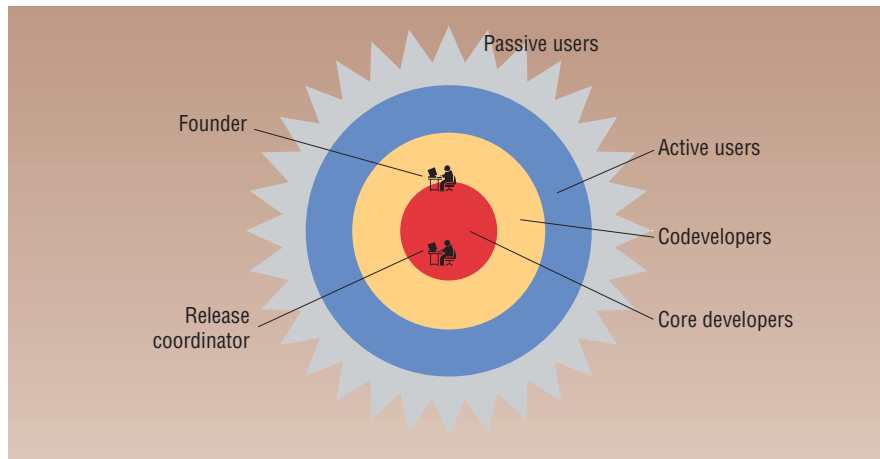 Passive users
Founder
Active users
Codevelopers
Release
coordinator
Core developers